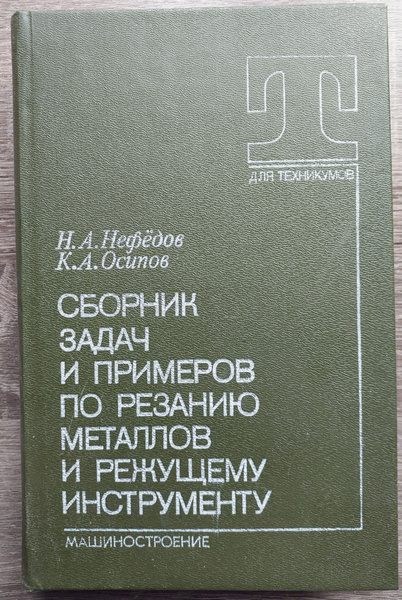 Т
ДЛЯ ТЕХНИКУМОВ
Н.А.Нефёдов
К.А.Осипов
СБОРНИК
ЗАДАЧ
И ПРИМЕРОВ
ПО РЕЗАНИЮ
МЕТАЛЛОВ
И РЕЖУЩЕМУ
ИНСТРУМЕНТУ
МАШИНОСТРОЕНИЕ